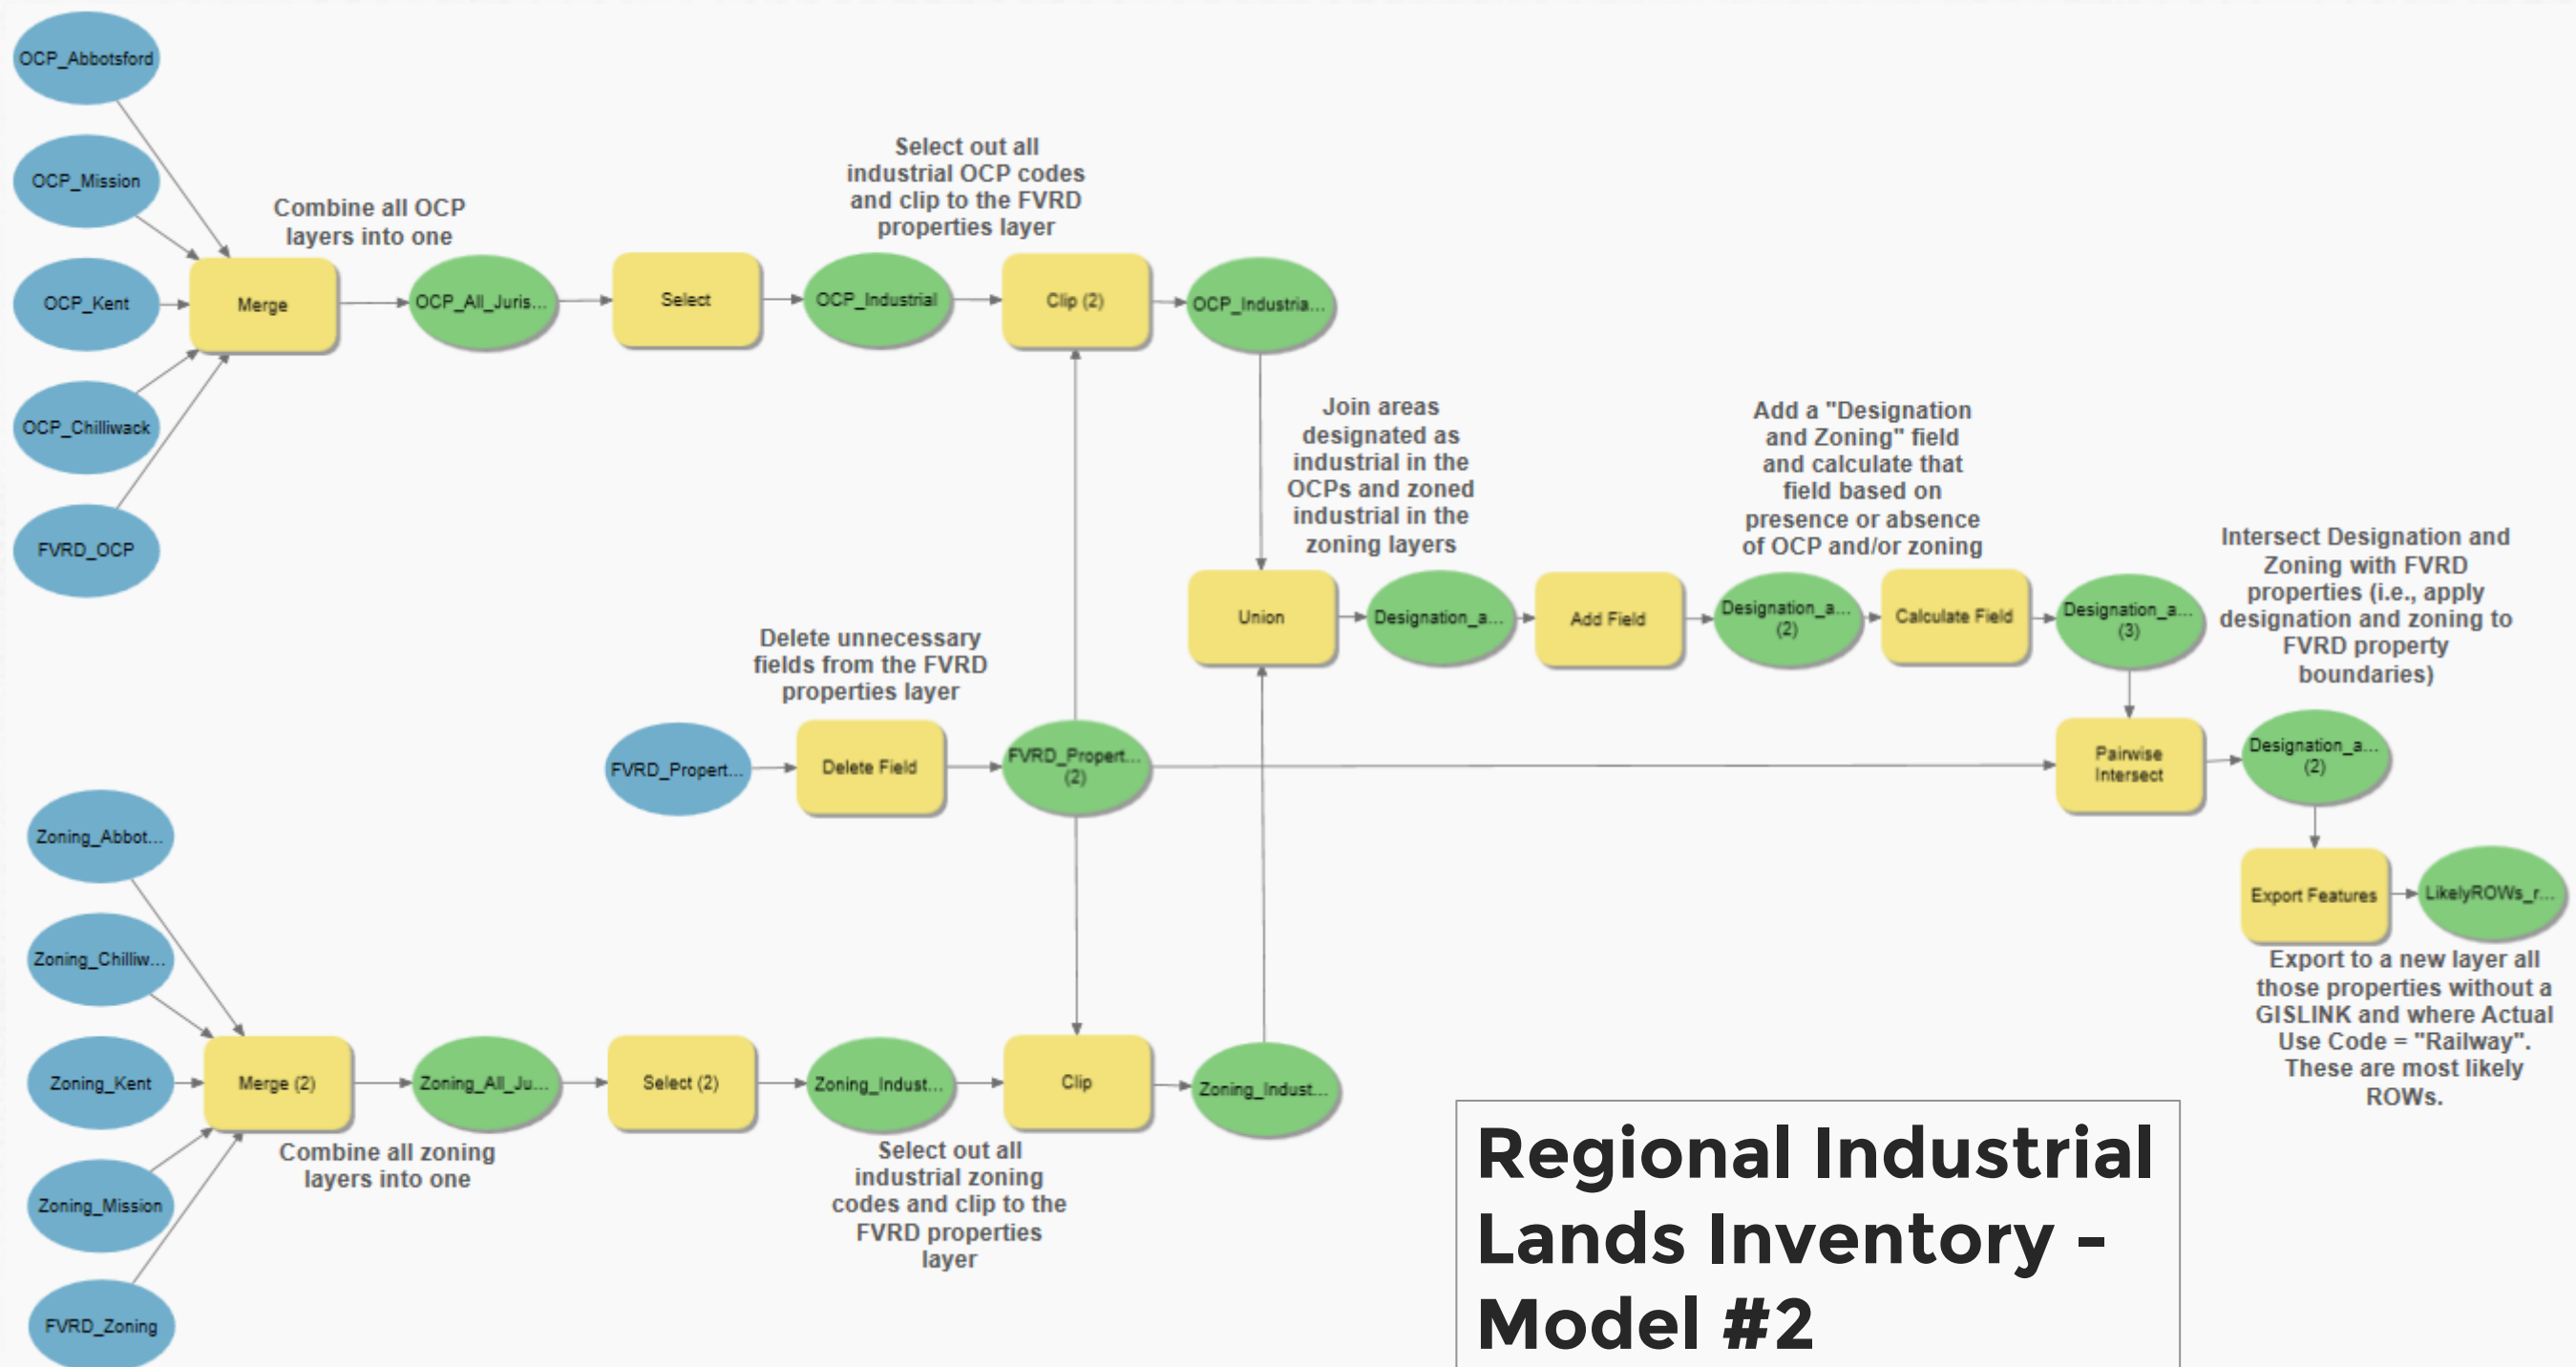 OCP_Abbotsford
OCP_Mission
OCP_Kent
OCP_Chilliwack
FVRD_OCP
Combine all OCP
layers into one
Merge
OCP_All_Juris...
Select
Select out all
industrial OCP codes
and clip to the FVRD
properties layer
OCP_Industrial
Clip (2)
OCP_Industria...
Join areas
designated as
industrial in the
OCPs and zoned
industrial in the
zoning layers
Union
Designation_a...
Add Field
Add a "Designation
and Zoning" field
and calculate that
field based on
presence or absence
of OCP and/or zoning
Designation_a...
(2)
Calculate Field
Designation_a...
(3)
Intersect Designation and
Zoning with FVRD
properties (i.e., apply
designation and zoning to
FVRD property
boundaries)
Delete unnecessary
fields from the FVRD
properties layer
FVRD_Propert...
Delete Field
FVRD_Propert...
(2)
Pairwise
Intersect
Designation_a...
(2)
Export Features
LikelyROWs_r...
Export to a new layer all
those properties without a
GISLINK and where Actual
Use Code = "Railway".
These are most likely
ROWs.
Zoning_Abbot...
Zoning_Chilliw...
Zoning_Kent
Zoning_Mission
FVRD_Zoning
Merge (2)
Combine all zoning
layers into one
Zoning_All_Ju...
Select (2)
Zoning_Indust...
Select out all
industrial zoning
codes and clip to the
FVRD properties
layer
Clip
Zoning_Indust...
Regional Industrial
Lands Inventory -
Model #2